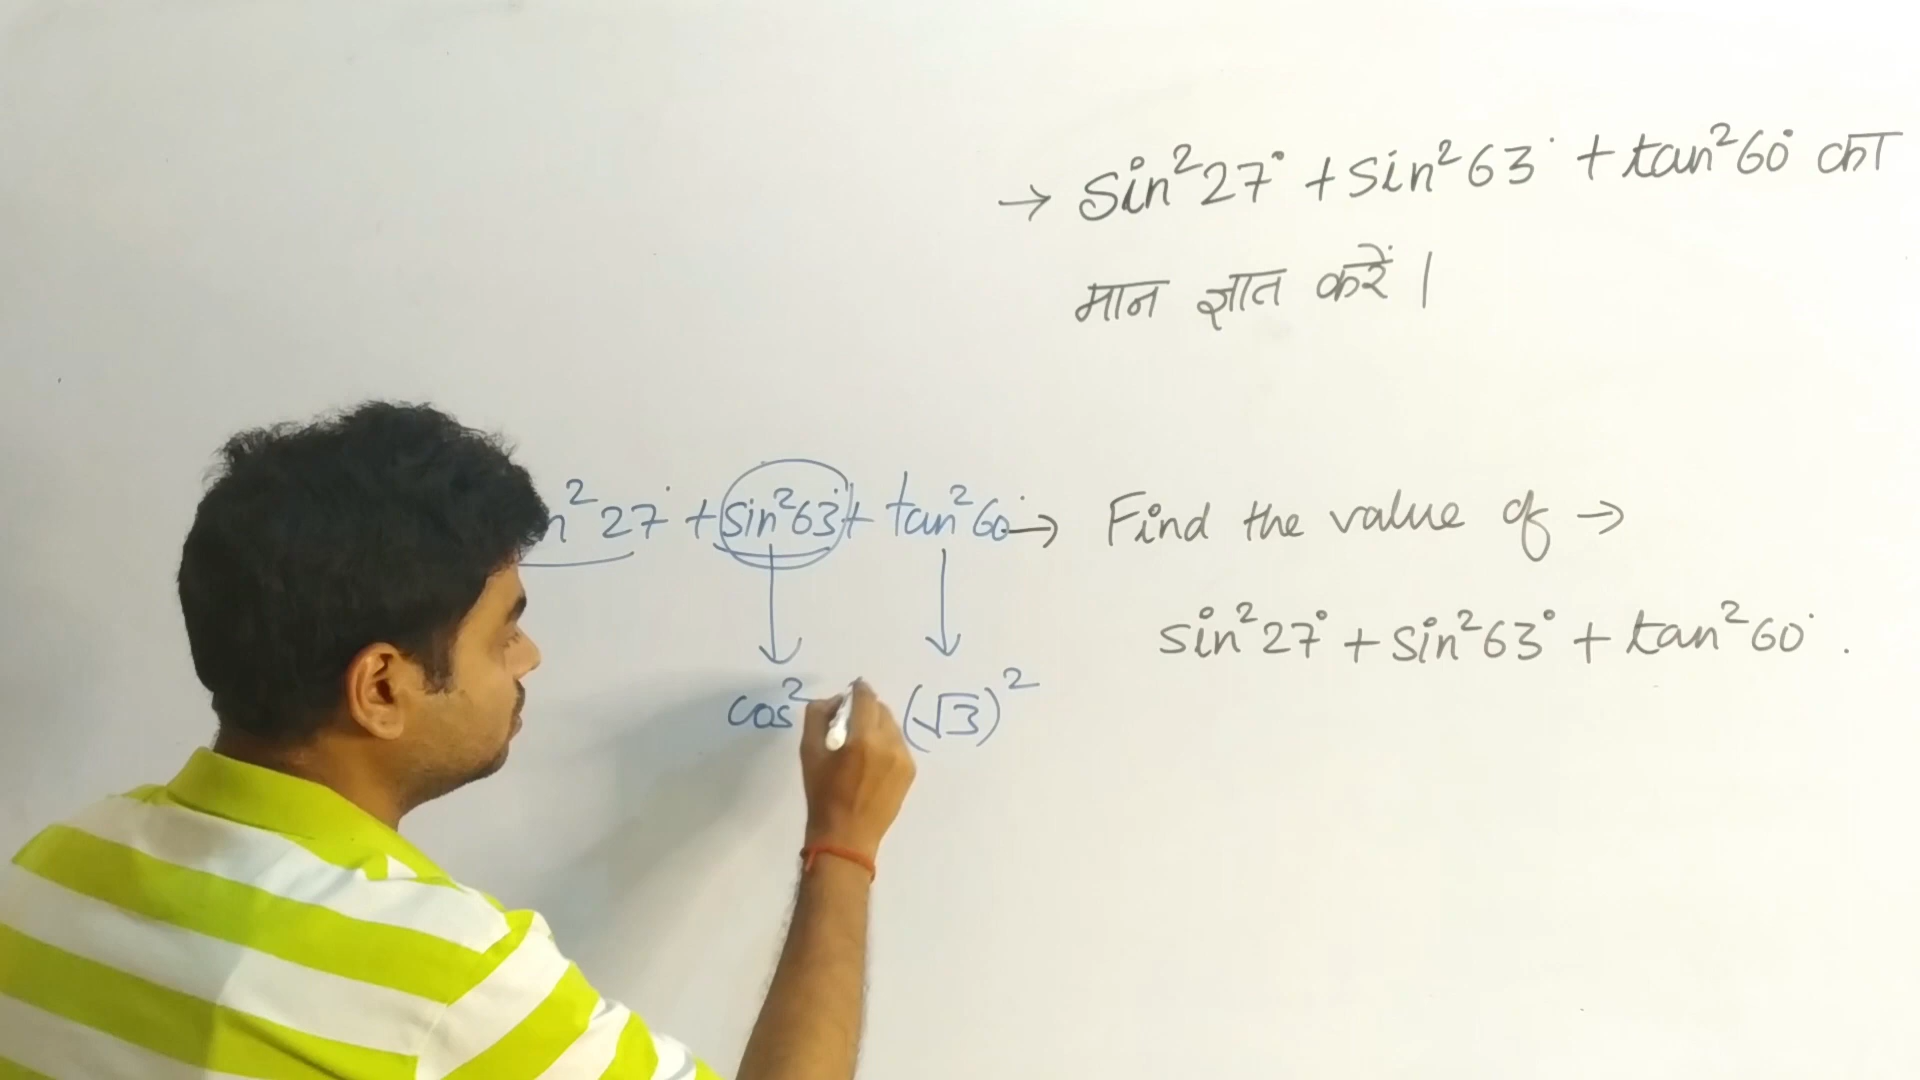 → sin²27° + sin²63° + tan²60° का
मान ज्ञात करें।
n²27° + sin²63° + tan²60
→ Find the value of →
sin²27° + sin²63° + tan²60°.
cos² (√3)²